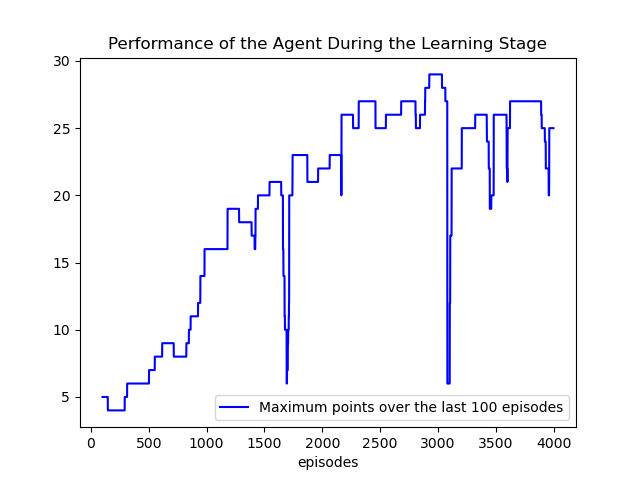 Performance of the Agent During the Learning Stage
30
25
20
15
10
5
Maximum points over the last 100 episodes
0 500 1000 1500 2000 2500 3000 3500 4000
episodes